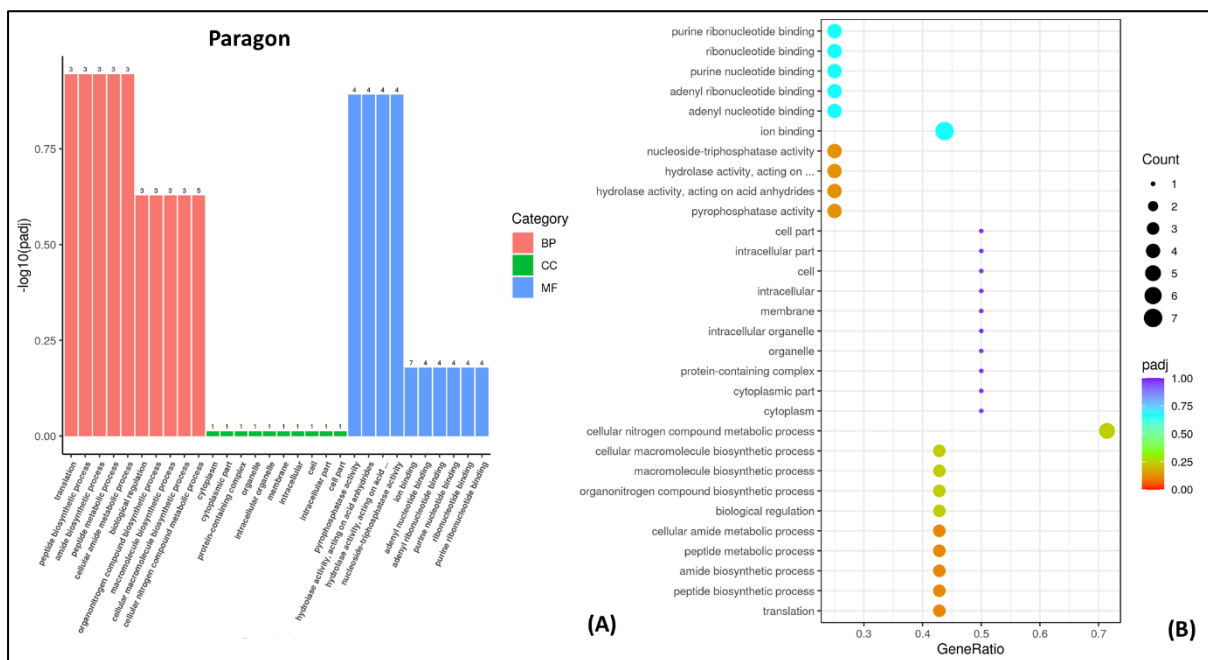 Paragon
-log10(padj)
0.75
0.50
0.25
0.00
3 3 3 3 3
3 3 3 3 5
1 1 1 1 1 1 1 1 1 1
4 4 4 4
7 4 4 4 4 4
translation
peptide biosynthetic process
amide biosynthetic process
peptide metabolic process
cellular amide metabolic process
biological regulation
organonitrogen compound biosynthetic process
macromolecule biosynthetic process
cellular macromolecule biosynthetic process
cellular nitrogen compound metabolic process
cytoplasm
cytoplasmic part
protein-containing complex
organelle
intracellular organelle
membrane
intracellular
cell
intracellular part
cell part
pyrophosphatase activity
hydrolase activity, acting on acid anhydrides
hydrolase activity, acting on acid ...
nucleoside-triphosphatase activity
ion binding
adenyl nucleotide binding
adenyl ribonucleotide binding
purine nucleotide binding
ribonucleotide binding
purine ribonucleotide binding
Category
BP
CC
MF
(A)
purine ribonucleotide binding
ribonucleotide binding
purine nucleotide binding
adenyl ribonucleotide binding
adenyl nucleotide binding
ion binding
nucleoside-triphosphatase activity
hydrolase activity, acting on ...
hydrolase activity, acting on acid anhydrides
pyrophosphatase activity
cell part
intracellular part
cell
intracellular
membrane
intracellular organelle
organelle
protein-containing complex
cytoplasmic part
cytoplasm
cellular nitrogen compound metabolic process
cellular macromolecule biosynthetic process
macromolecule biosynthetic process
organonitrogen compound biosynthetic process
biological regulation
cellular amide metabolic process
peptide metabolic process
amide biosynthetic process
peptide biosynthetic process
translation
0.3 0.4 0.5 0.6 0.7
GeneRatio
Count
1
2
3
4
5
6
7
padj
1.00
0.75
0.50
0.25
0.00
(B)